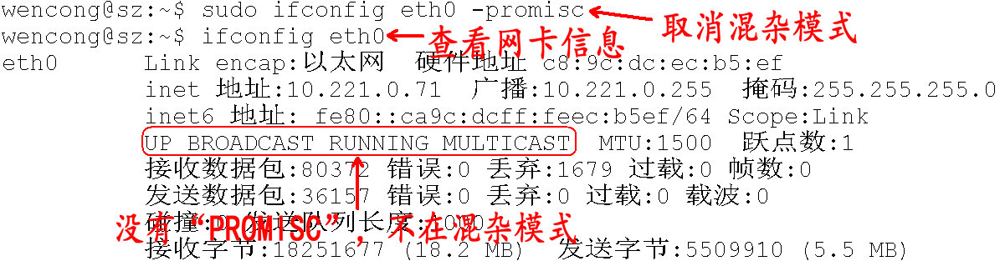 wencong@sz:~$ sudo ifconfig eth0 -promisc 取消混杂模式
wencong@sz:~$ ifconfig eth0 查看网卡信息
eth0 Link encap:以太网 硬件地址 c8:9c:dc:ec:b5:ef
inet 地址:10.221.0.71 广播:10.221.0.255 掩码:255.255.255.0
inet6 地址: fe80::ca9c:dcff:feec:b5ef/64 Scope:Link
UP BROADCAST RUNNING MULTICAST MTU:1500 跃点数:1
接收数据包:80372 错误:0 丢弃:1679 过载:0 帧数:0
发送数据包:36157 错误:0 丢弃:0 过载:0 载波:0
碰撞:0 发送队列长度:1000
没有“PROMISC”, 不在混杂模式
接收字节:18251677 (18.2 MB) 发送字节:5509910 (5.5 MB)